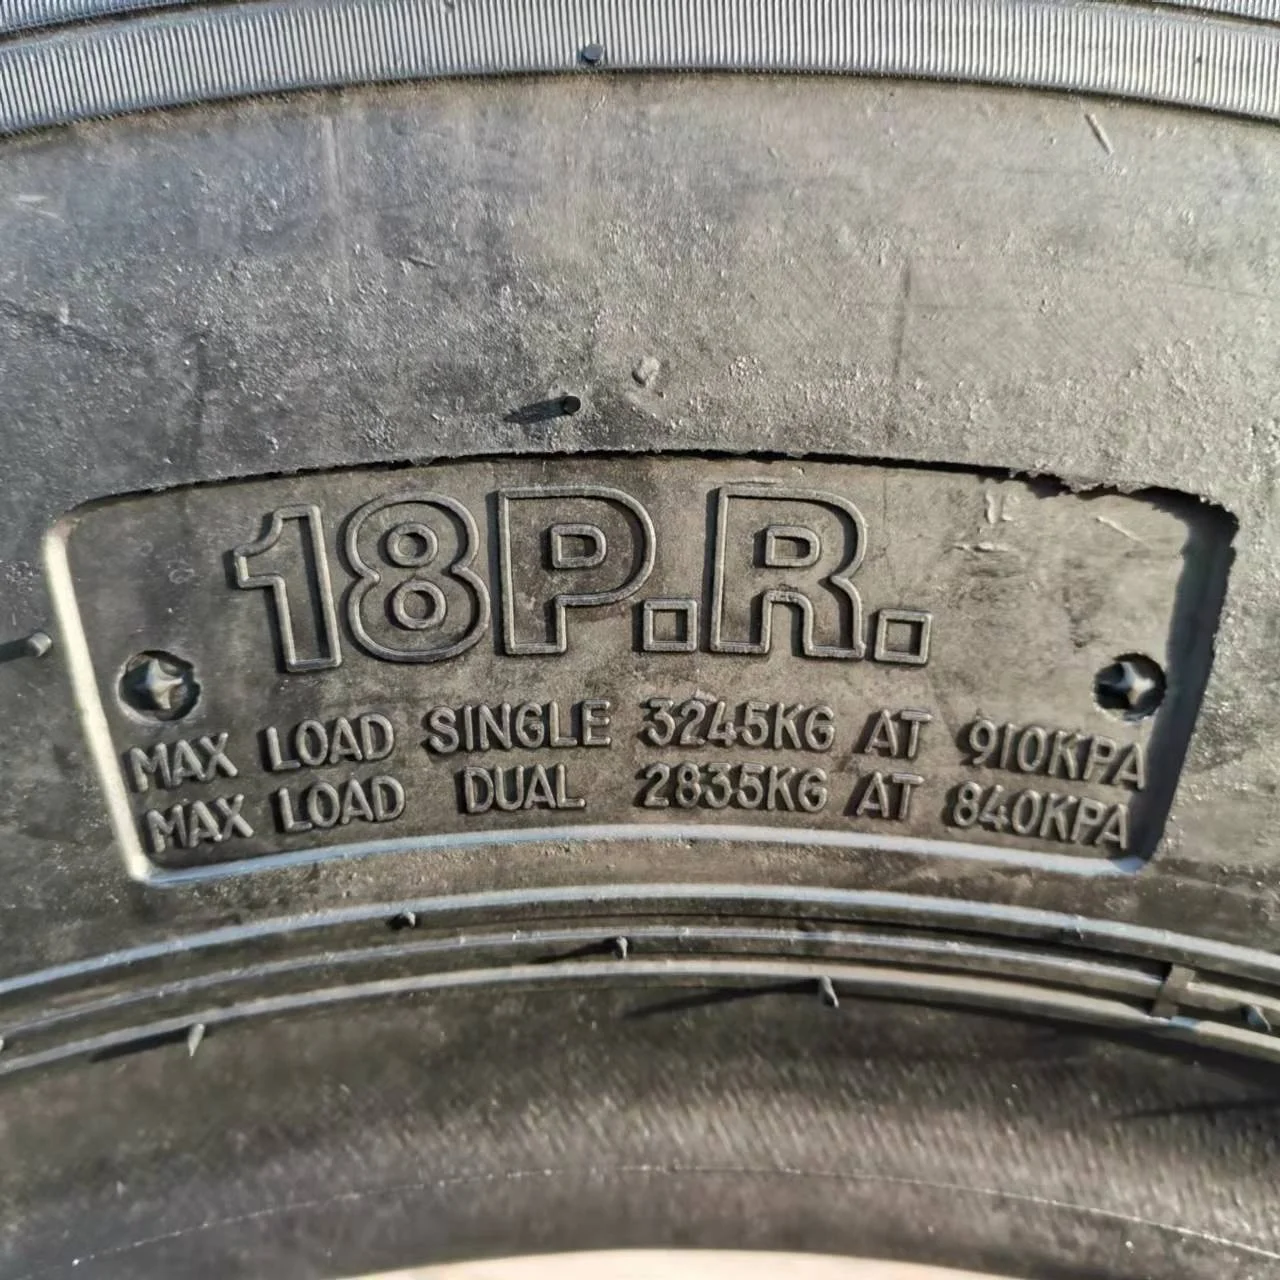 18P.R.
MAX LOAD SINGLE 3245KG AT 910KPA
MAX LOAD DUAL 2835KG AT 840KPA